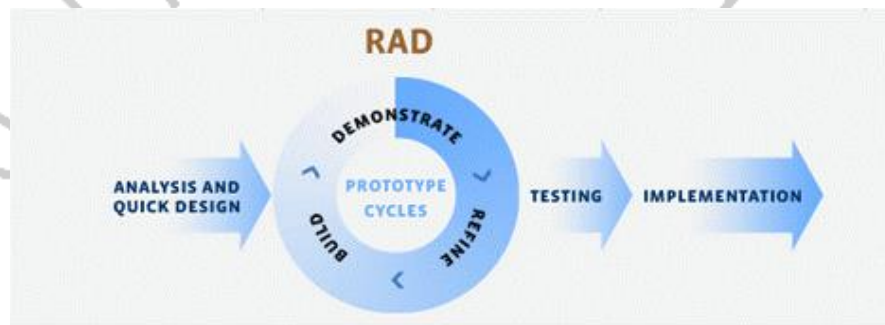 RAD
ANALYSIS AND
QUICK DESIGN
DEMONSTRATE
PROTOTYPE
CYCLES
BUILD
REFINE
TESTING
IMPLEMENTATION